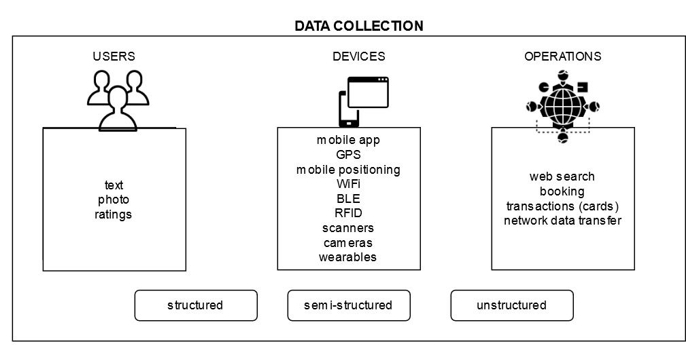 DATA COLLECTION
USERS
text
photo
ratings
DEVICES
mobile app
GPS
mobile positioning
WiFi
BLE
RFID
scanners
cameras
wearables
OPERATIONS
web search
booking
transactions (cards)
network data transfer
structured
semi-structured
unstructured